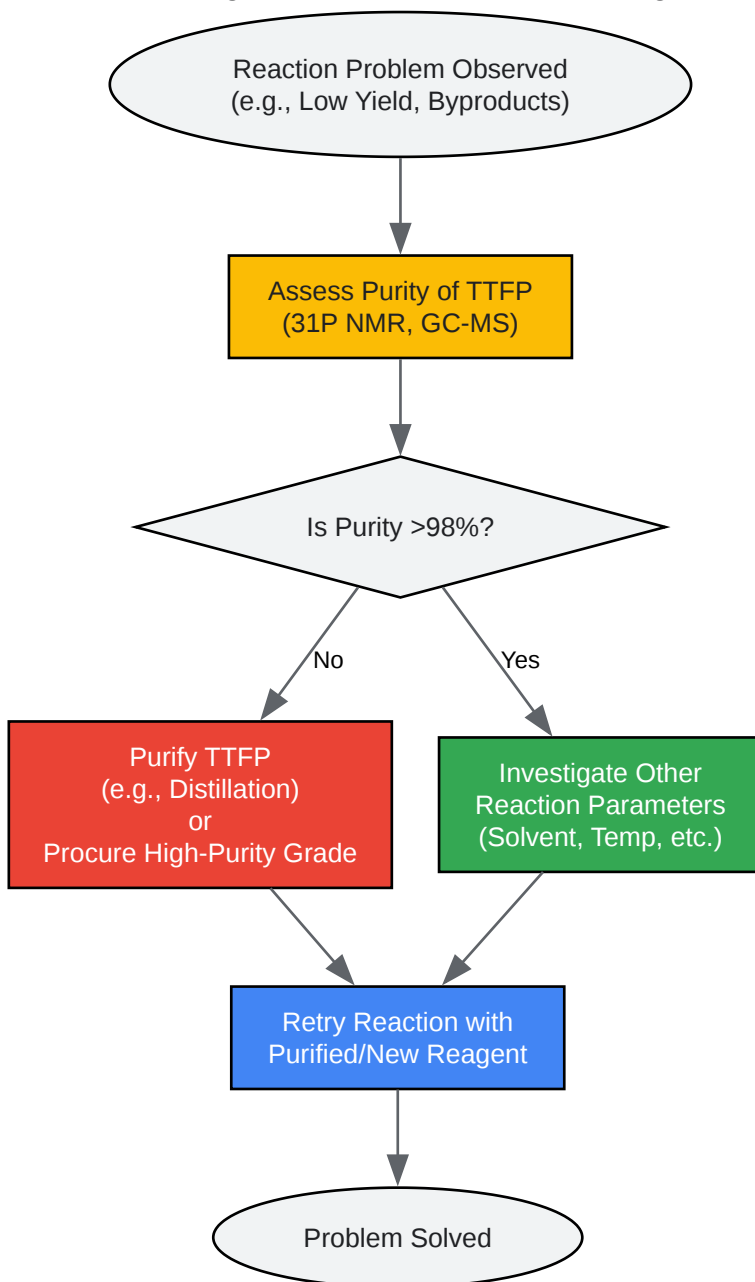 Reaction Problem Observed
(e.g., Low Yield, Byproducts)
Assess Purity of TTFP
(31P NMR, GC-MS)
Is Purity >98%?
No
Yes
Purify TTFP
(e.g., Distillation)
or
Procure High-Purity Grade
Investigate Other
Reaction Parameters
(Solvent, Temp, etc.)
Retry Reaction with
Purified/New Reagent
Problem Solved